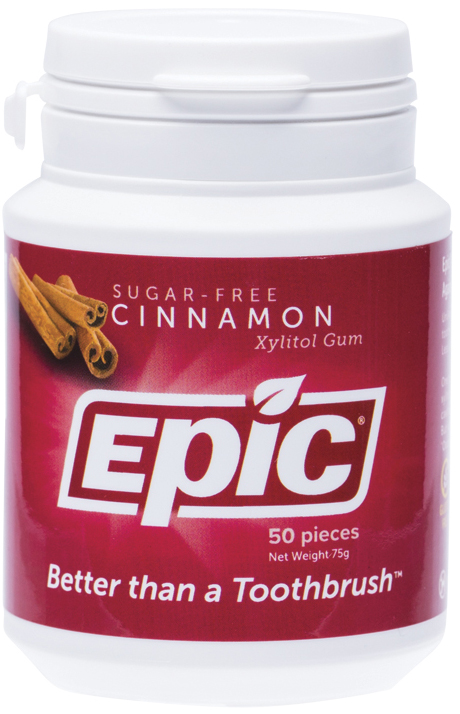 SUGAR-FREE
CINNAMON
Xylitol Gum
EPIC®
50 pieces
Net Weight 75g
Better than a Toothbrush™